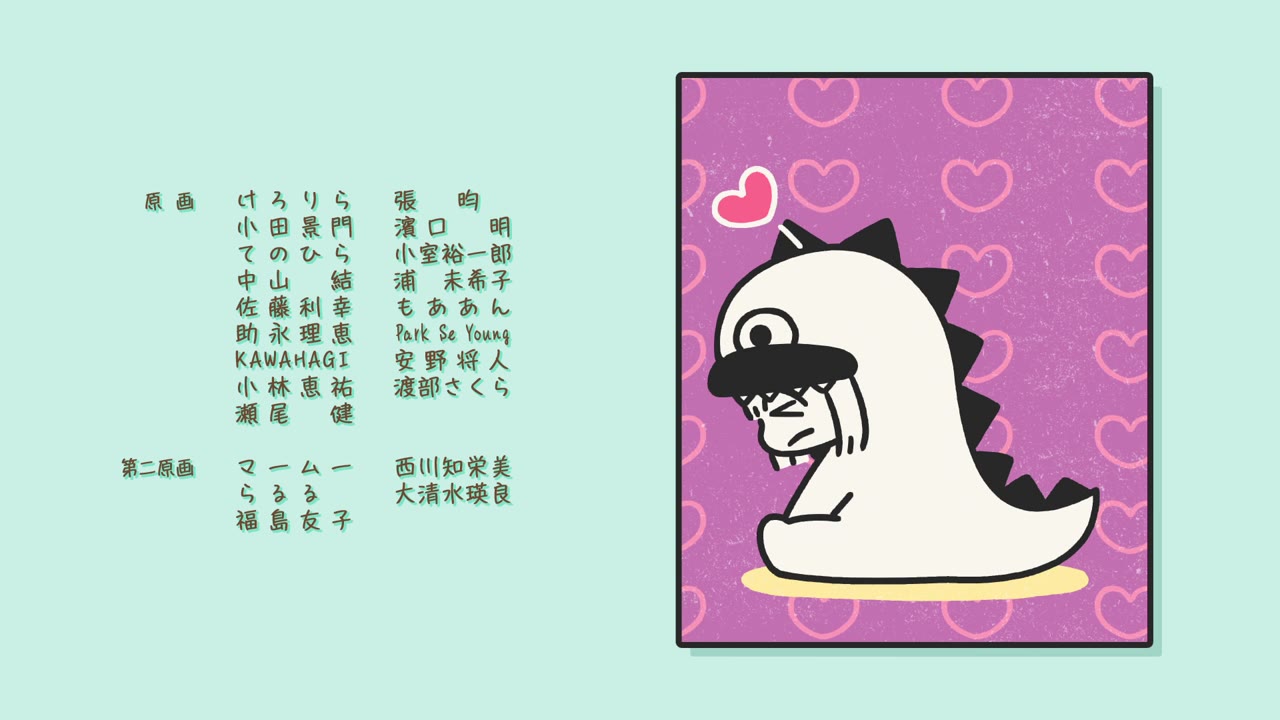 原画 けろりら 張 昀
小田景門 濱口 明
てのひら 小室裕一郎
中山 結 浦 未希子
佐藤利幸 もああん
助永理恵 Park Se Young
KAWAHAGI 安野将人
小林恵祐 渡部さくら
瀬尾 健
第二原画 マームー 西川知栄美
らるる 大清水瑛良
福島友子